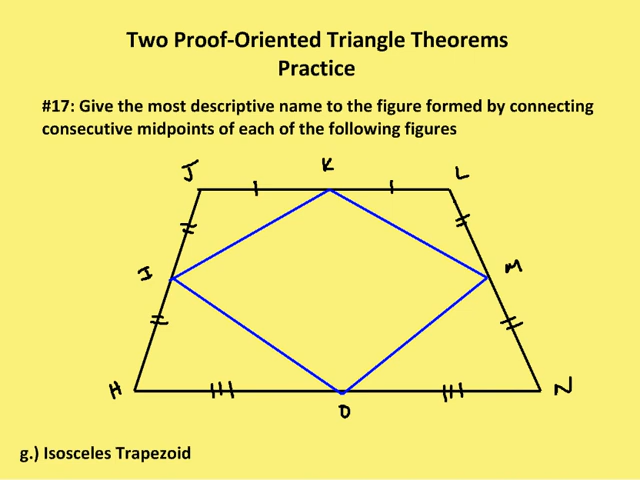 Two Proof-Oriented Triangle Theorems
Practice
#17: Give the most descriptive name to the figure formed by connecting
consecutive midpoints of each of the following figures
J K L
I M
H O N
g.) Isosceles Trapezoid